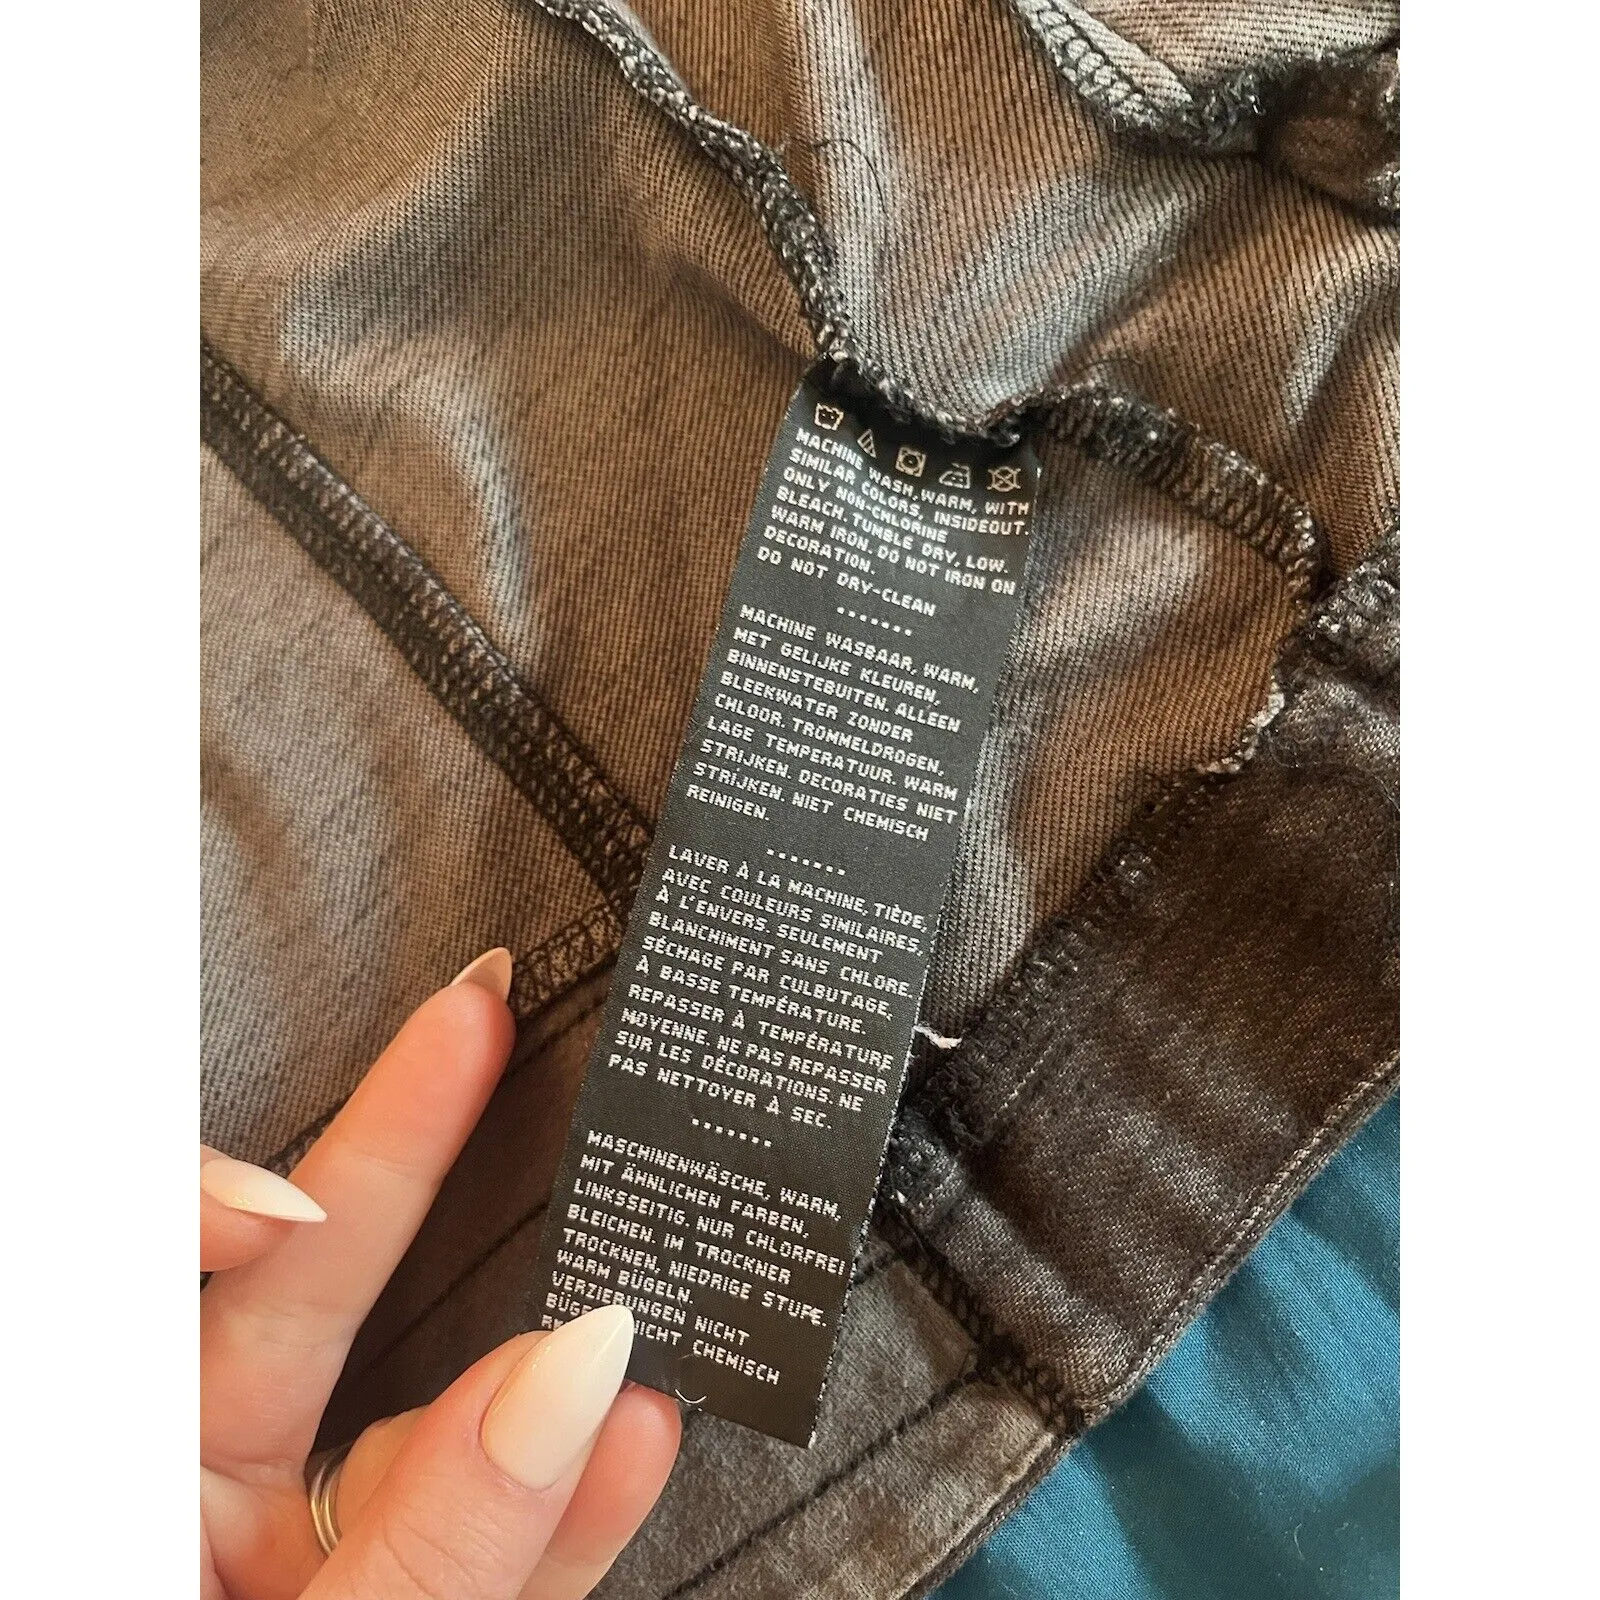 MACHINE WASH, WARM, WITH
SIMILAR COLORS, INSIDEOUT.
ONLY NON-CHLORINE
BLEACH. TUMBLE DRY, LOW.
WARM IRON. DO NOT IRON ON
DECORATION.
DO NOT DRY-CLEAN
MACHINE WASBAAR, WARM,
MET GELIJKE KLEUREN,
BINNENSTEBUITEN. ALLEEN
BLEEKWATER ZONDER
CHLOOR. TROMMELDROGEN,
LAGE TEMPERATUUR. WARM
STRIJKEN. DECORATIES NIET
STRIJKEN. NIET CHEMISCH
REINIGEN.
LAVER À LA MACHINE, TIÈDE,
AVEC COULEURS SIMILAIRES,
À L'ENVERS. SEULEMENT
BLANCHIMENT SANS CHLORE.
SÉCHAGE PAR CULBUTAGE,
À BASSE TEMPÉRATURE.
REPASSER À TEMPÉRATURE
MOYENNE. NE PAS REPASSER
SUR LES DÉCORATIONS. NE
PAS NETTOYER À SEC.
MASCHINENWÄSCHE, WARM,
MIT ÄHNLICHEN FARBEN,
LINKSSEITIG. NUR CHLORFREI
BLEICHEN. IM TROCKNER
TROCKNEN, NIEDRIGE STUFE.
WARM BÜGELN.
VERZIERUNGEN NICHT
NICHT CHEMISCH